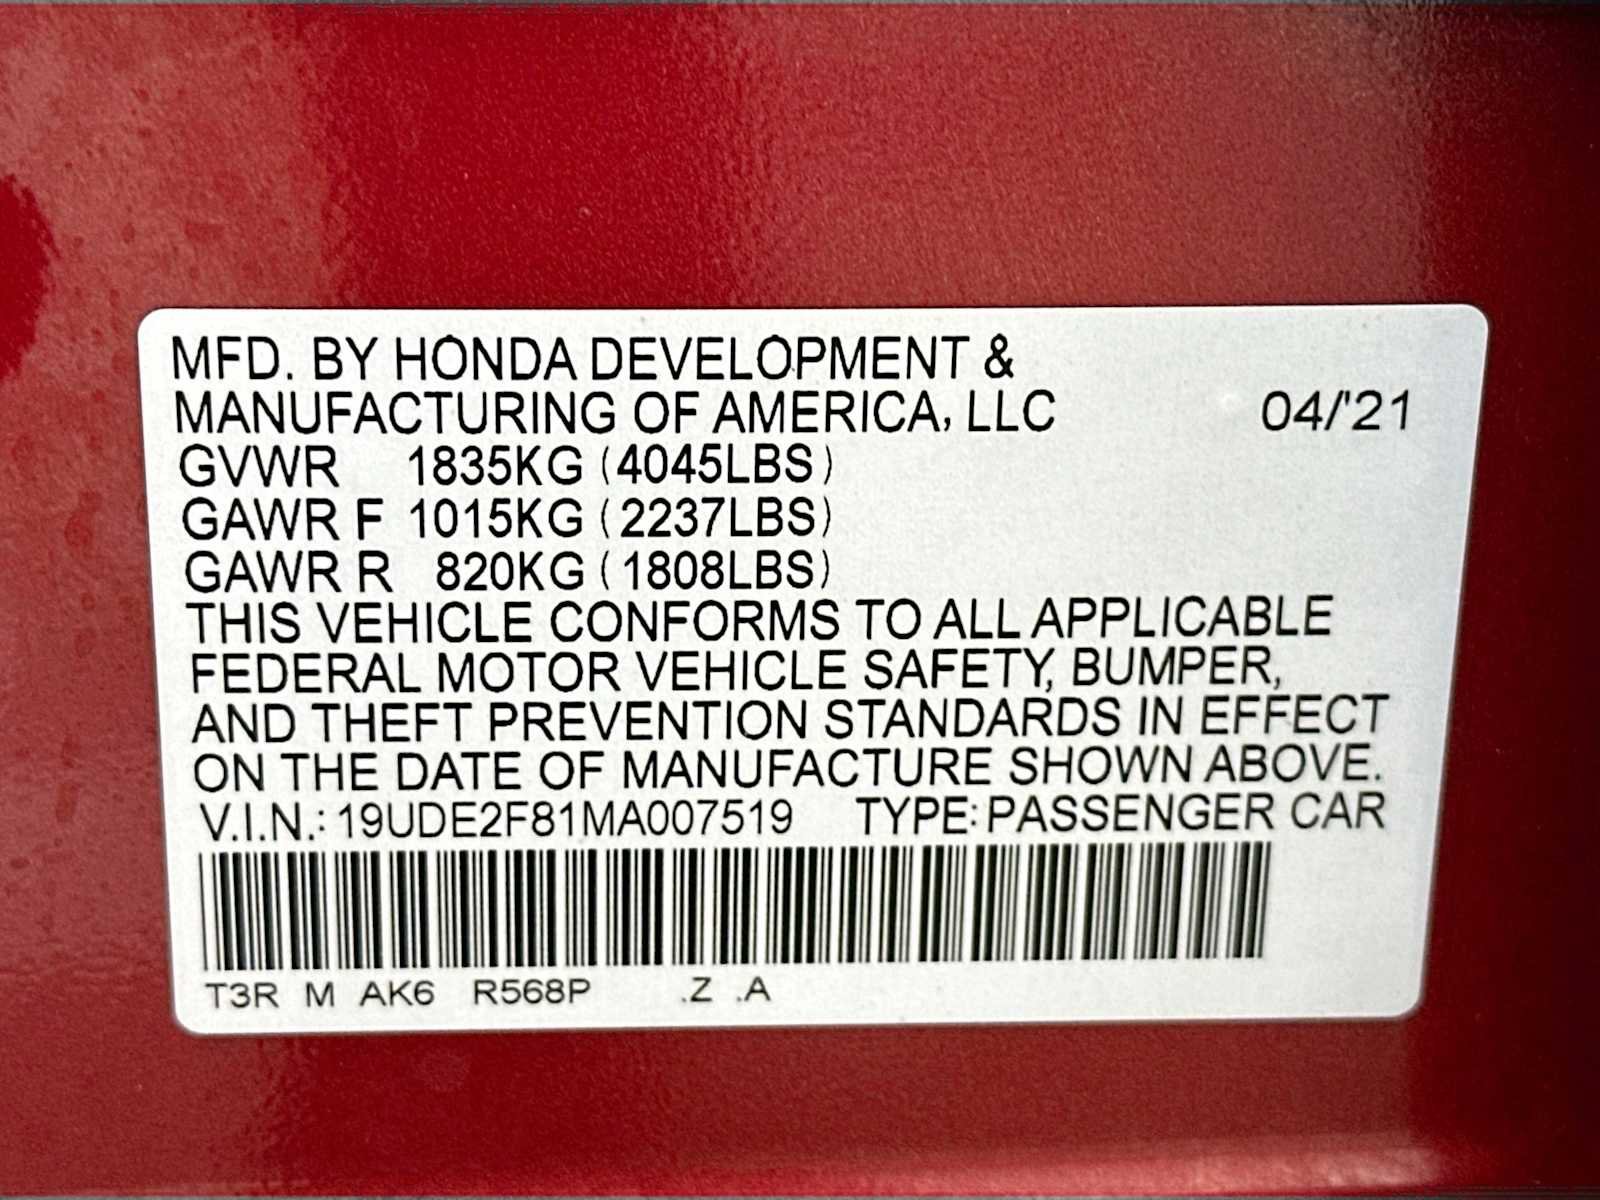 MFD. BY HONDA DEVELOPMENT &
MANUFACTURING OF AMERICA, LLC 04/'21
GVWR 1835KG (4045LBS)
GAWR F 1015KG (2237LBS)
GAWR R 820KG (1808LBS)
THIS VEHICLE CONFORMS TO ALL APPLICABLE
FEDERAL MOTOR VEHICLE SAFETY, BUMPER,
AND THEFT PREVENTION STANDARDS IN EFFECT
ON THE DATE OF MANUFACTURE SHOWN ABOVE.
V.I.N.: 19UDE2F81MA007519 TYPE: PASSENGER CAR
T3R M AK6 R568P .Z .A